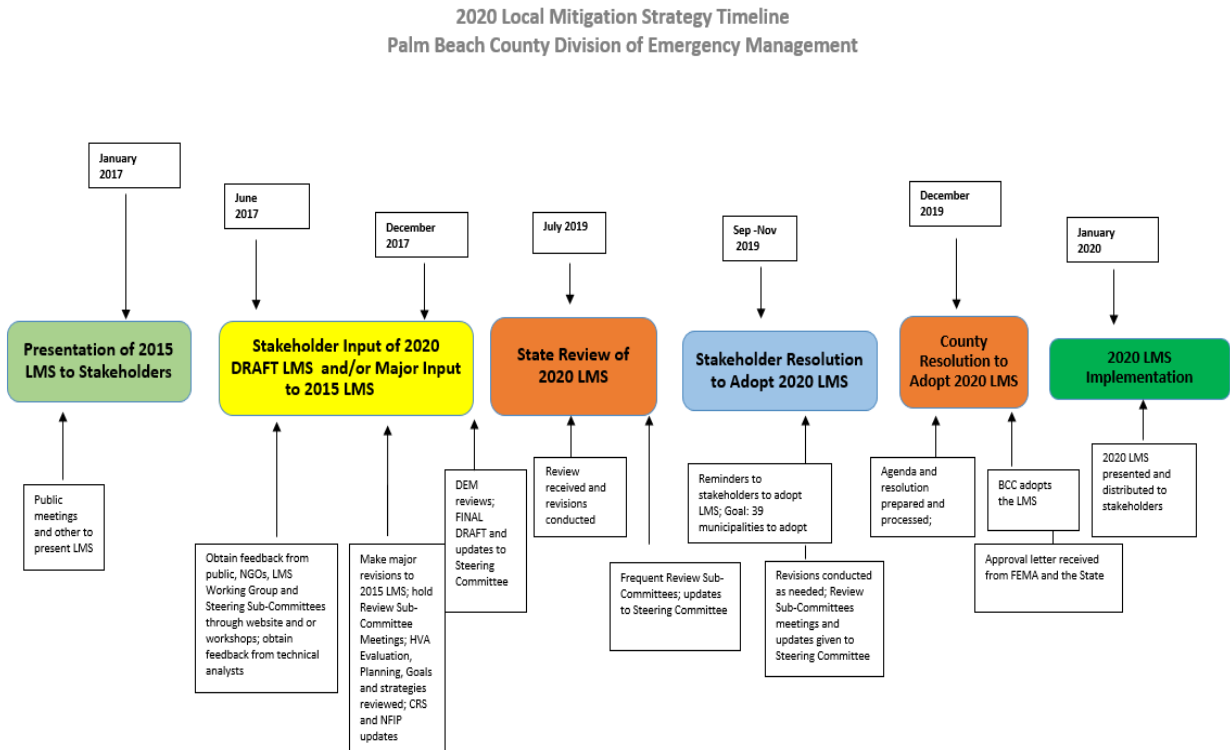 2020 Local Mitigation Strategy Timeline
Palm Beach County Division of Emergency Management
January
2017
June
2017
December
2017
July 2019
Sep -Nov
2019
December
2019
January
2020
Presentation of 2015
LMS to Stakeholders
Stakeholder Input of 2020
DRAFT LMS and/or Major Input
to 2015 LMS
State Review of
2020 LMS
Stakeholder Resolution
to Adopt 2020 LMS
County
Resolution to
Adopt 2020 LMS
2020 LMS
Implementation
Public
meetings
and other to
present LMS
Obtain feedback from
public, NGOs, LMS
Working Group and
Steering Sub-Committees
through website and or
workshops; obtain
feedback from technical
analysts
Make major
revisions to
2015 LMS; hold
Review Sub-
Committee
Meetings; HVA
Evaluation,
Planning, Goals
and strategies
reviewed; CRS
and NFIP
updates
DEM
reviews;
FINAL
DRAFT and
updates to
Steering
Committee
Review
received and
revisions
conducted
Frequent Review Sub-
Committees; updates
to Steering Committee
Reminders to
stakeholders to adopt
LMS; Goal: 39
municipalities to adopt
Revisions conducted
as needed; Review
Sub-Committees
meetings and
updates given to
Steering Committee
Agenda and
resolution
prepared and
processed;
BCC adopts
the LMS
Approval letter received
from FEMA and the State
2020 LMS
presented and
distributed to
stakeholders